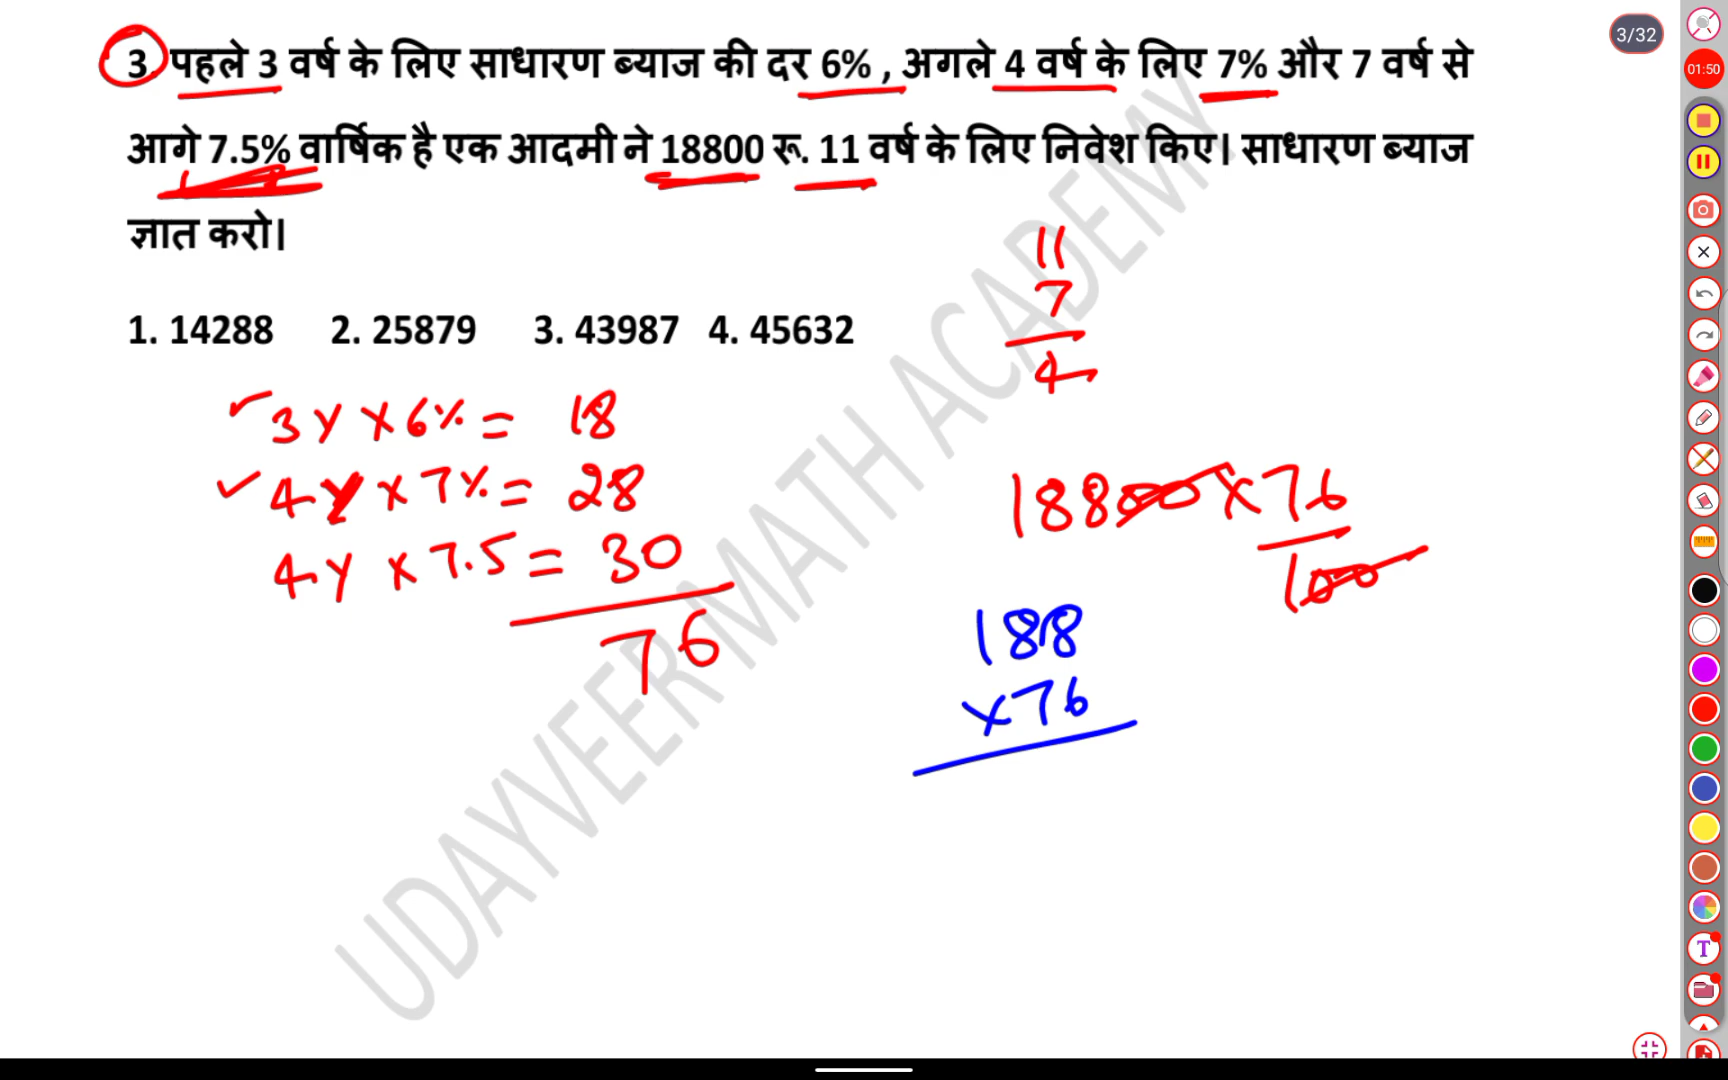 3. पहले 3 वर्ष के लिए साधारण ब्याज की दर 6% , अगले 4 वर्ष के लिए 7% और 7 वर्ष से
आगे 7.5% वार्षिक है एक आदमी ने 18800 रू. 11 वर्ष के लिए निवेश किए। साधारण ब्याज
ज्ञात करो।
1. 14288 2. 25879 3. 43987 4. 45632
11
7
4
3y x 6% = 18
4y x 7% = 28
4y x 7.5 = 30
76
18800 x 76
100
188
x 76
UDAYVEER MATH ACADEMY
3/32
01:50
T